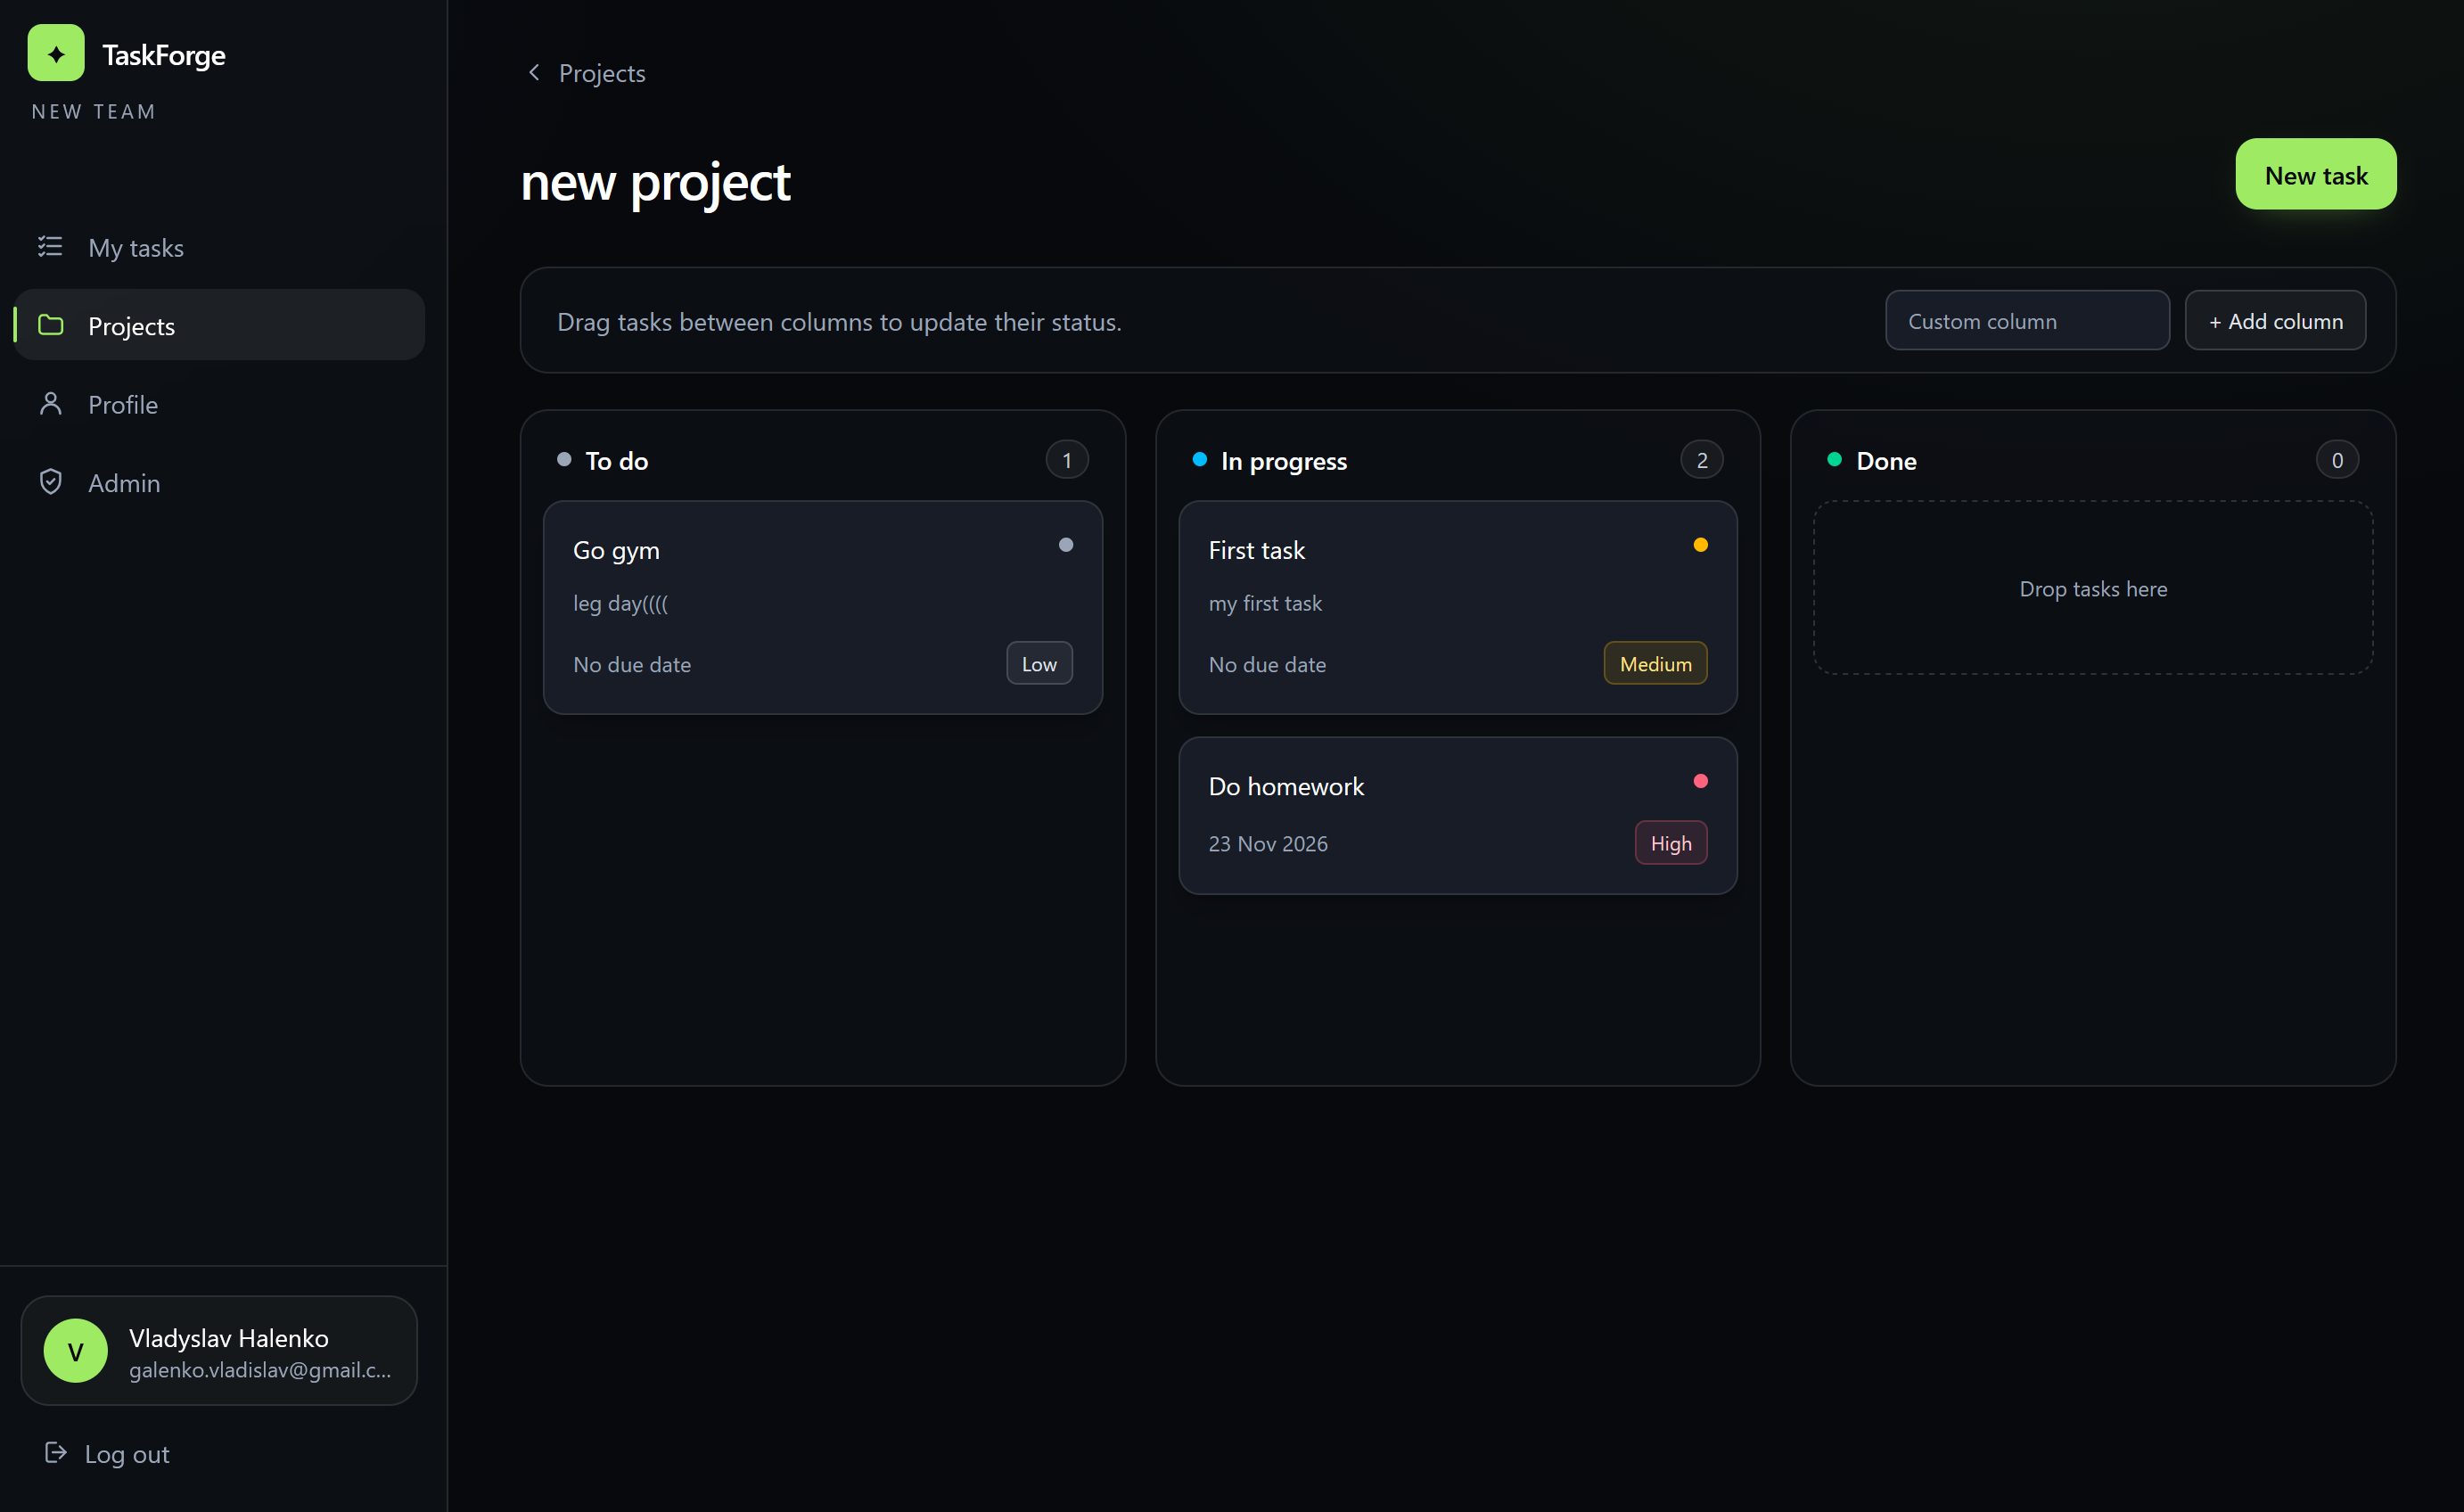 TaskForge
NEW TEAM
My tasks
Projects
Profile
Admin
Vladyslav Halenko
galenko.vladislav@gmail.c...
V
Log out
Projects
new project
New task
Drag tasks between columns to update their status.
Custom column
+ Add column
To do
1
Go gym
leg day((((
No due date
Low
In progress
2
First task
my first task
No due date
Medium
Do homework
23 Nov 2026
High
Done
0
Drop tasks here